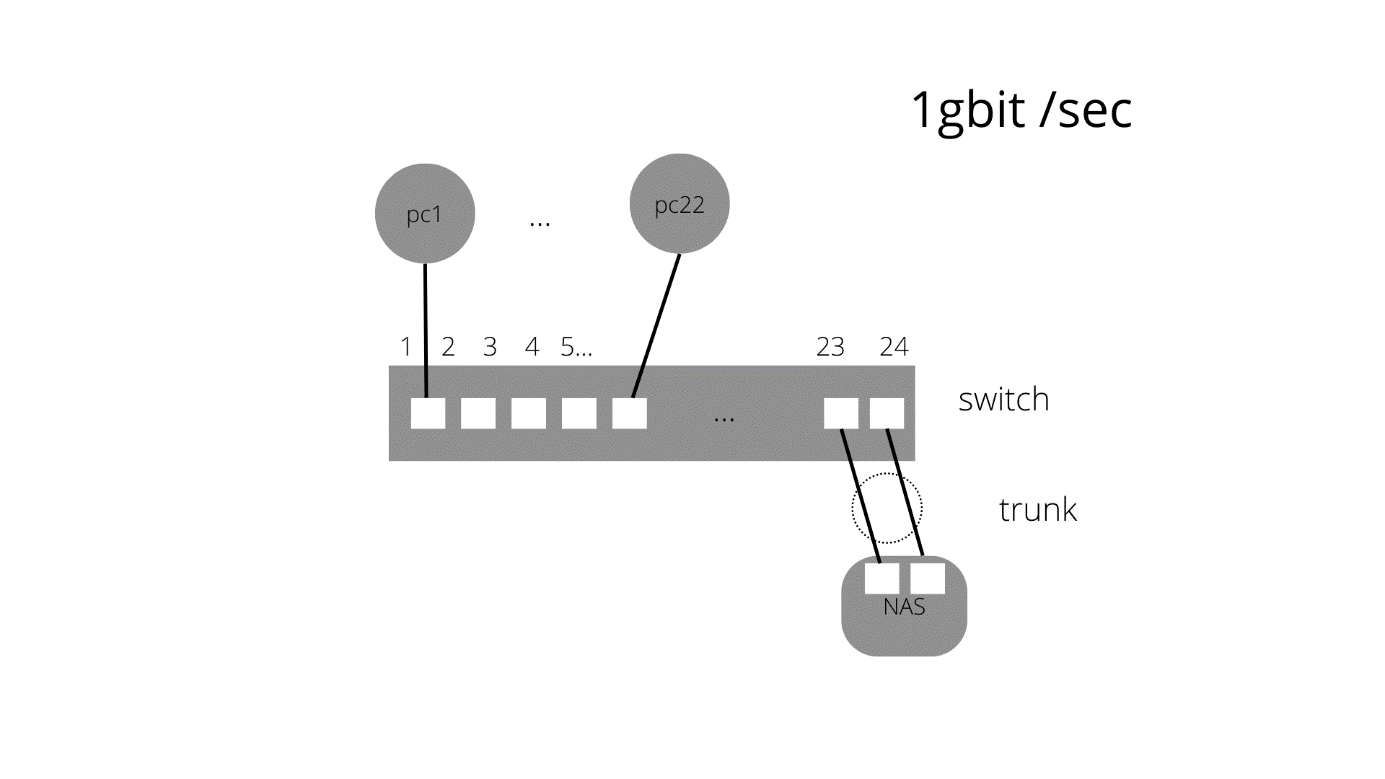 1gbit /sec
pc1 ... pc22
1 2 3 4 5... 23 24
...
switch
trunk
NAS